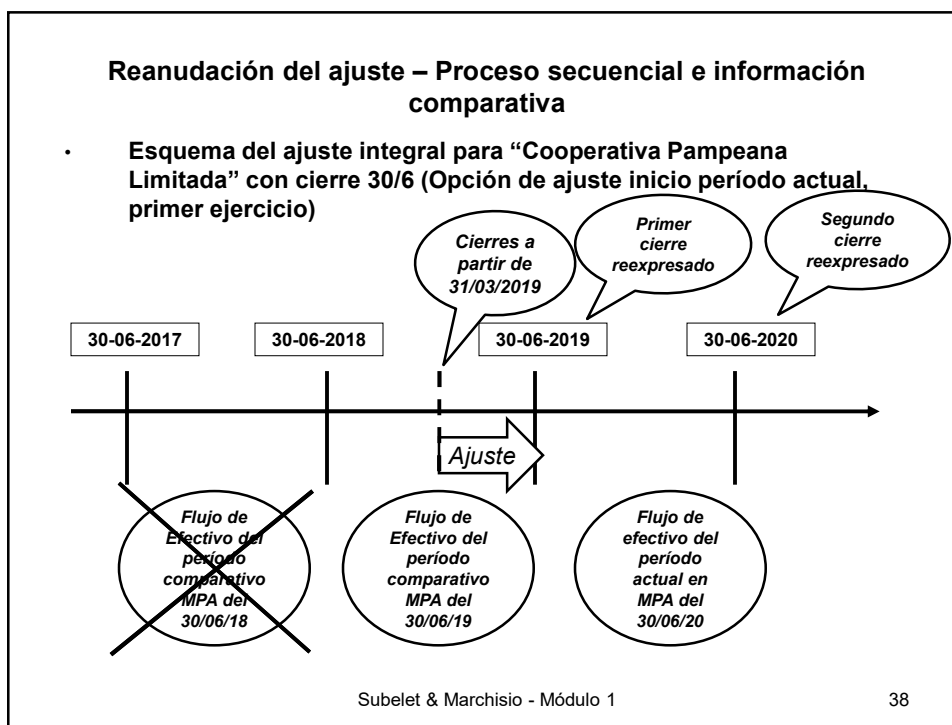 Reanudación del ajuste – Proceso secuencial e información
comparativa
• Esquema del ajuste integral para “Cooperativa Pampeana
Limitada” con cierre 30/6 (Opción de ajuste inicio período actual,
primer ejercicio)
Cierres a
partir de
31/03/2019
Primer
cierre
reexpresado
Segundo
cierre
reexpresado
30-06-2017
30-06-2018
30-06-2019
30-06-2020
Ajuste
Flujo de
Efectivo del
período
comparativo
MPA del
30/06/18
Flujo de
Efectivo del
período
comparativo
MPA del
30/06/19
Flujo de
efectivo del
período
actual en
MPA del
30/06/20
Subelet & Marchisio - Módulo 1
38